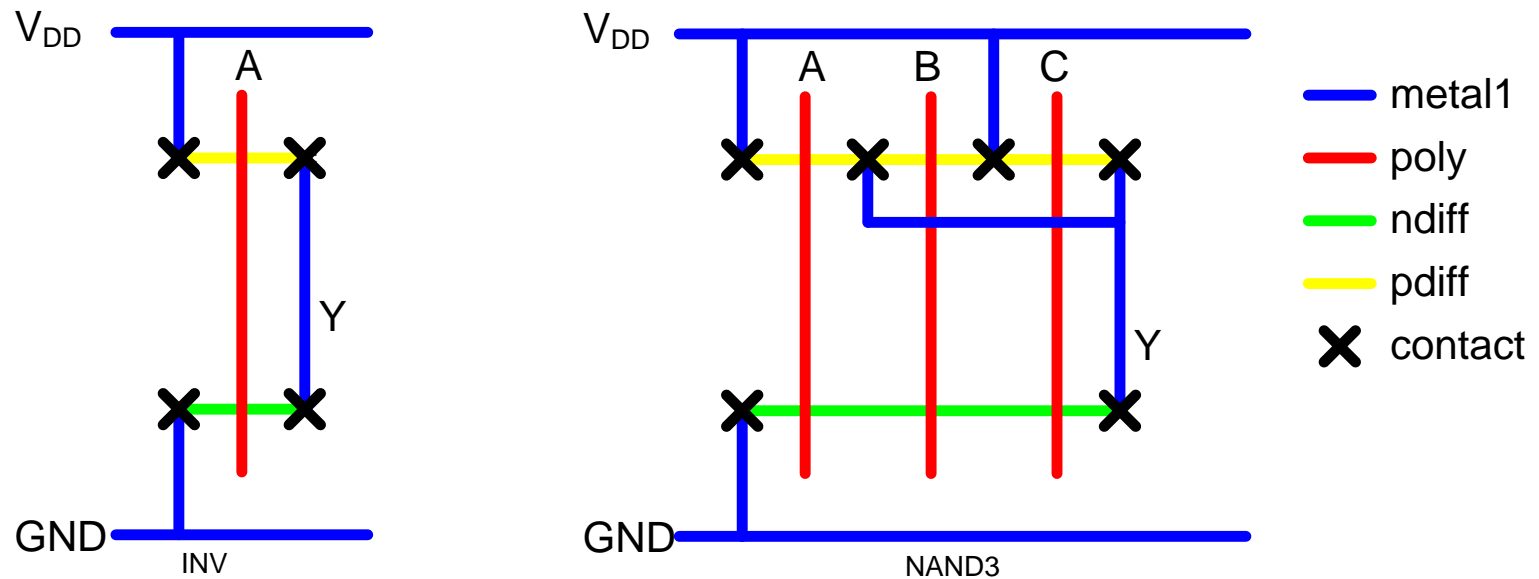 VDD
A
Y
GND
INV
VDD
A B C
Y
GND
NAND3
metal1
poly
ndiff
pdiff
contact